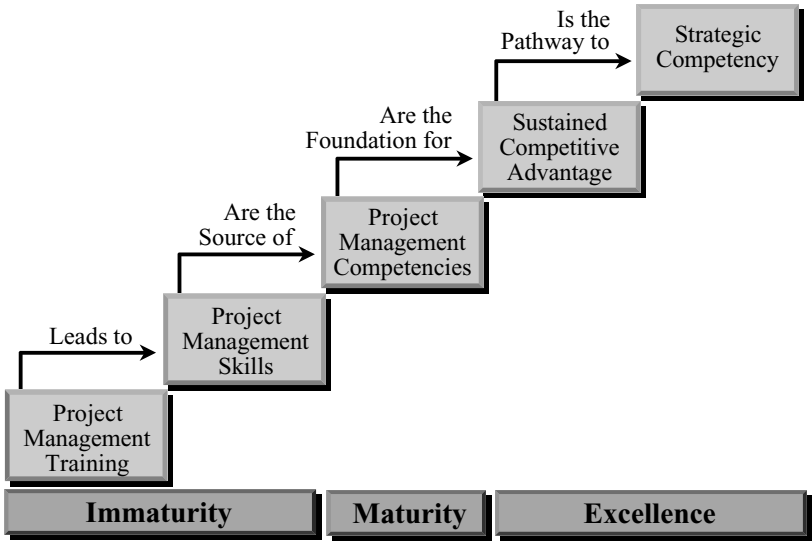 Is the
Pathway to
Strategic
Competency
Are the
Foundation for
Sustained
Competitive
Advantage
Are the
Source of
Project
Management
Competencies
Leads to
Project
Management
Skills
Project
Management
Training
Immaturity
Maturity
Excellence